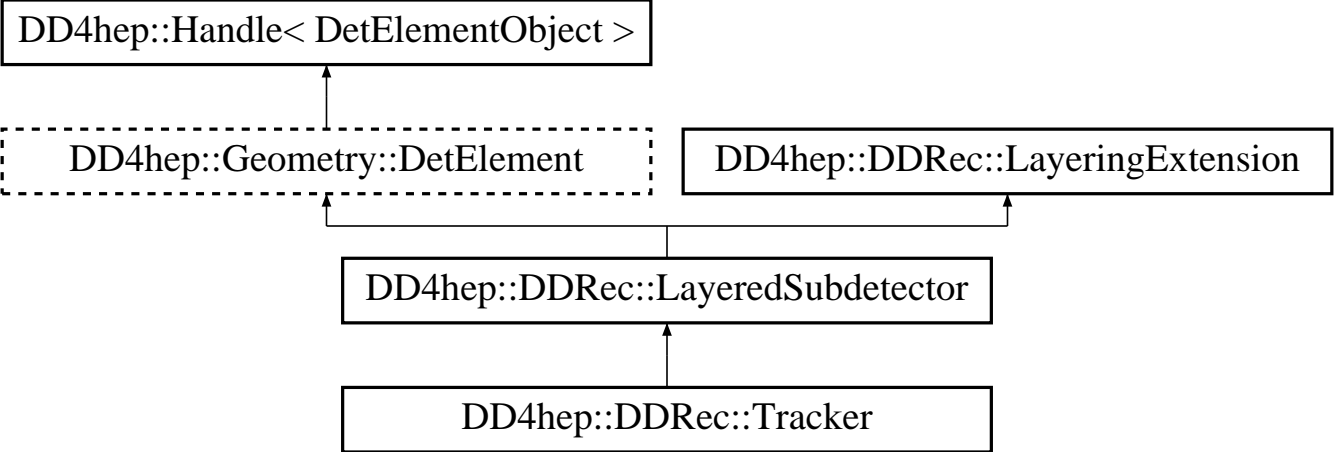 DD4hep::Handle< DetElementObject >
DD4hep::Geometry::DetElement
DD4hep::DDRec::LayeringExtension
DD4hep::DDRec::LayeredSubdetector
DD4hep::DDRec::Tracker